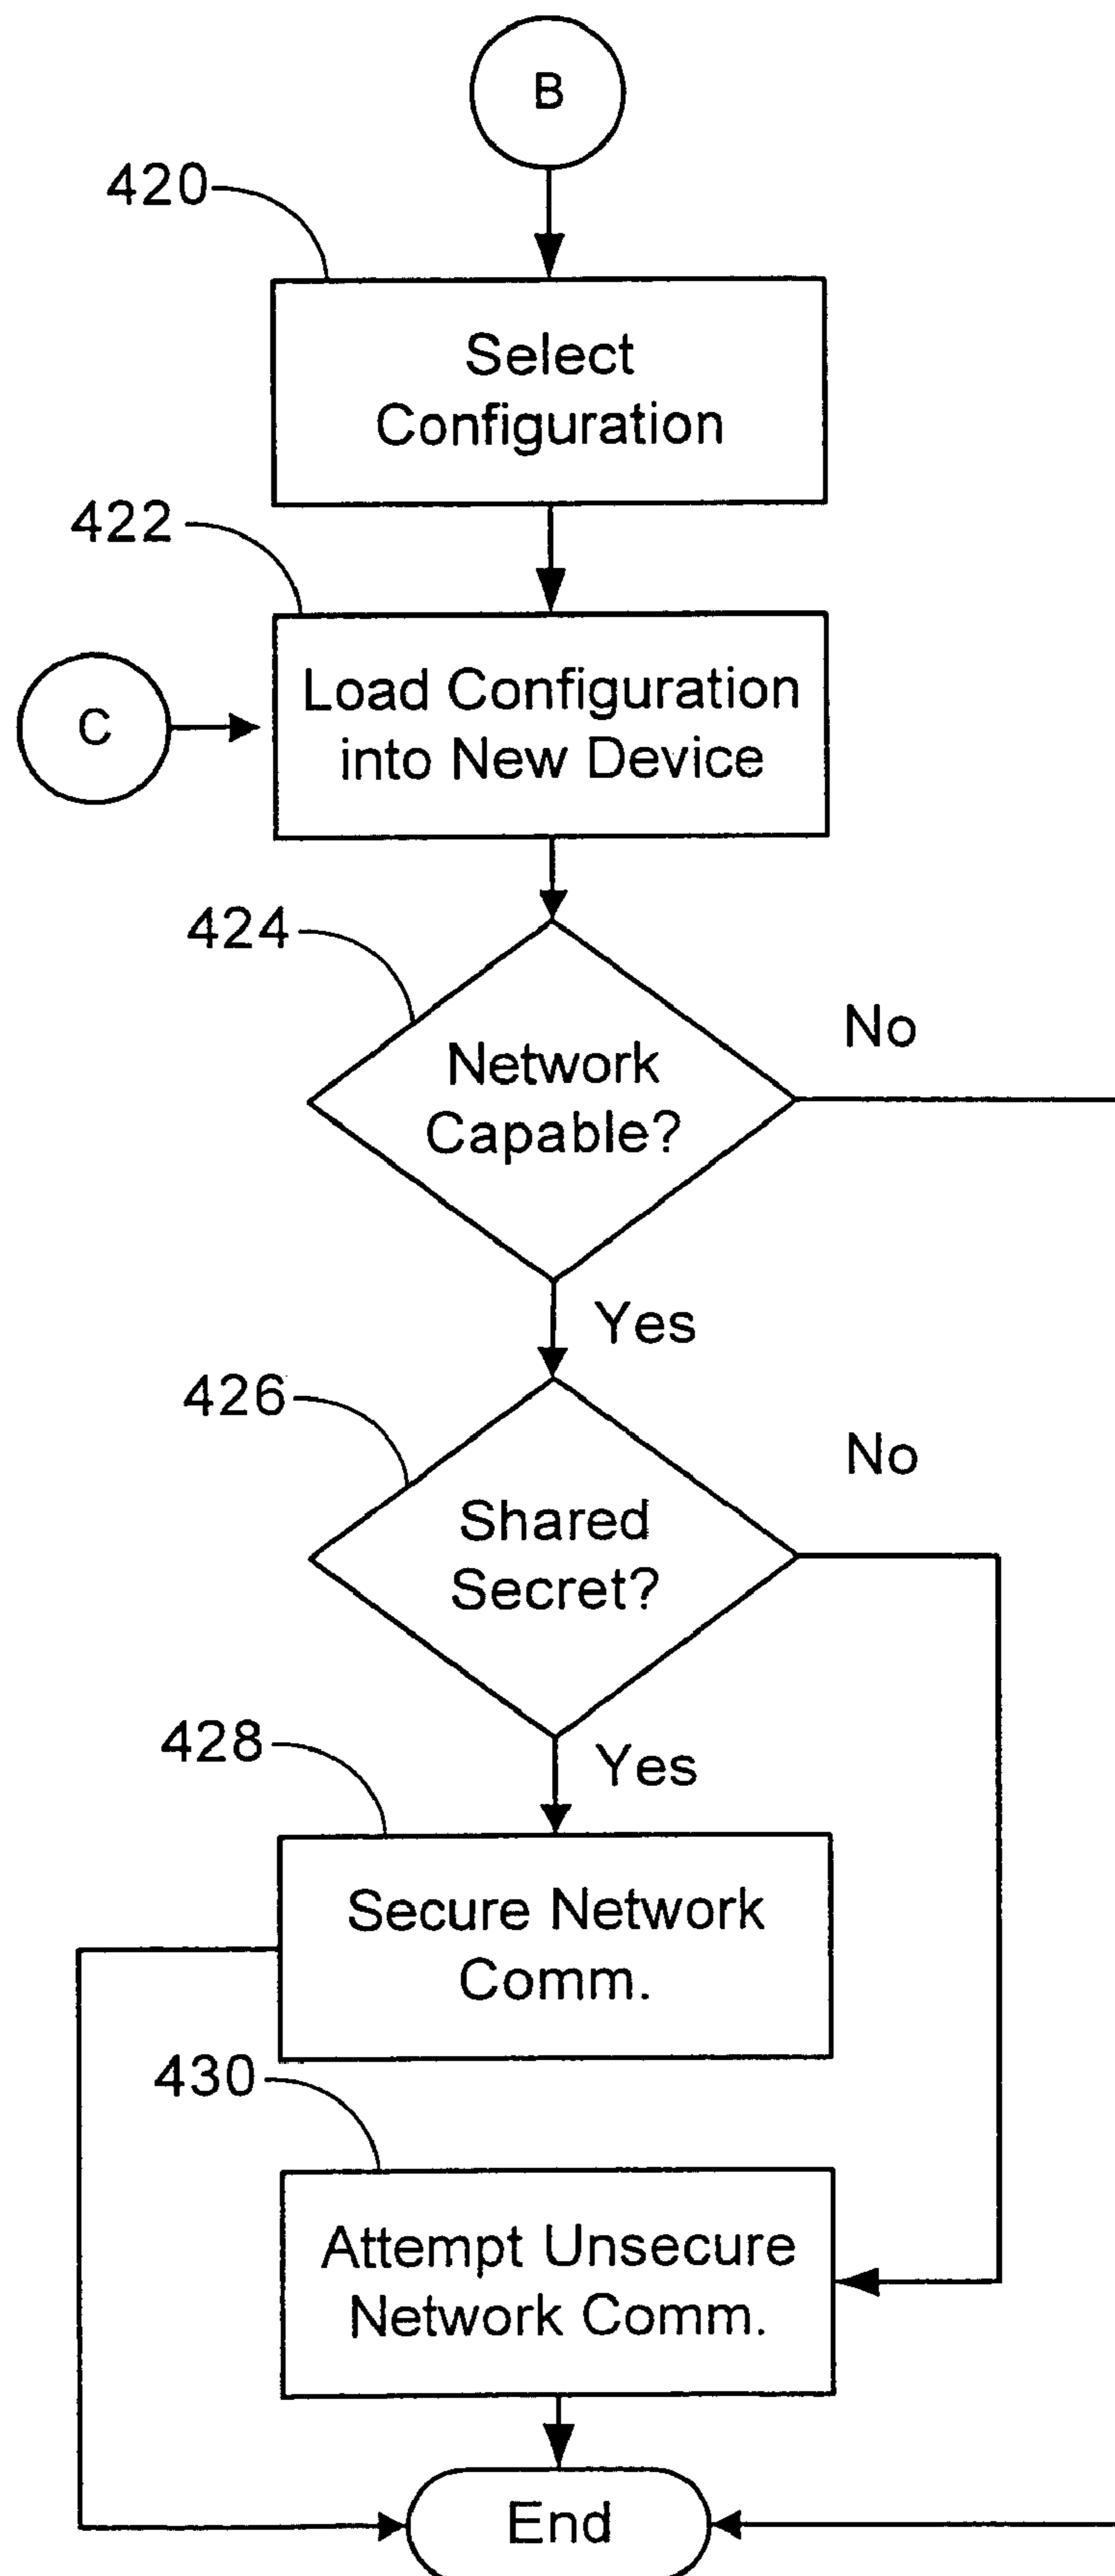 B
420
Select
Configuration
422
C
Load Configuration
into New Device
424
No
Network
Capable?
Yes
426
No
Shared
Secret?
428
Yes
Secure Network
Comm.
430
Attempt Unsecure
Network Comm.
End